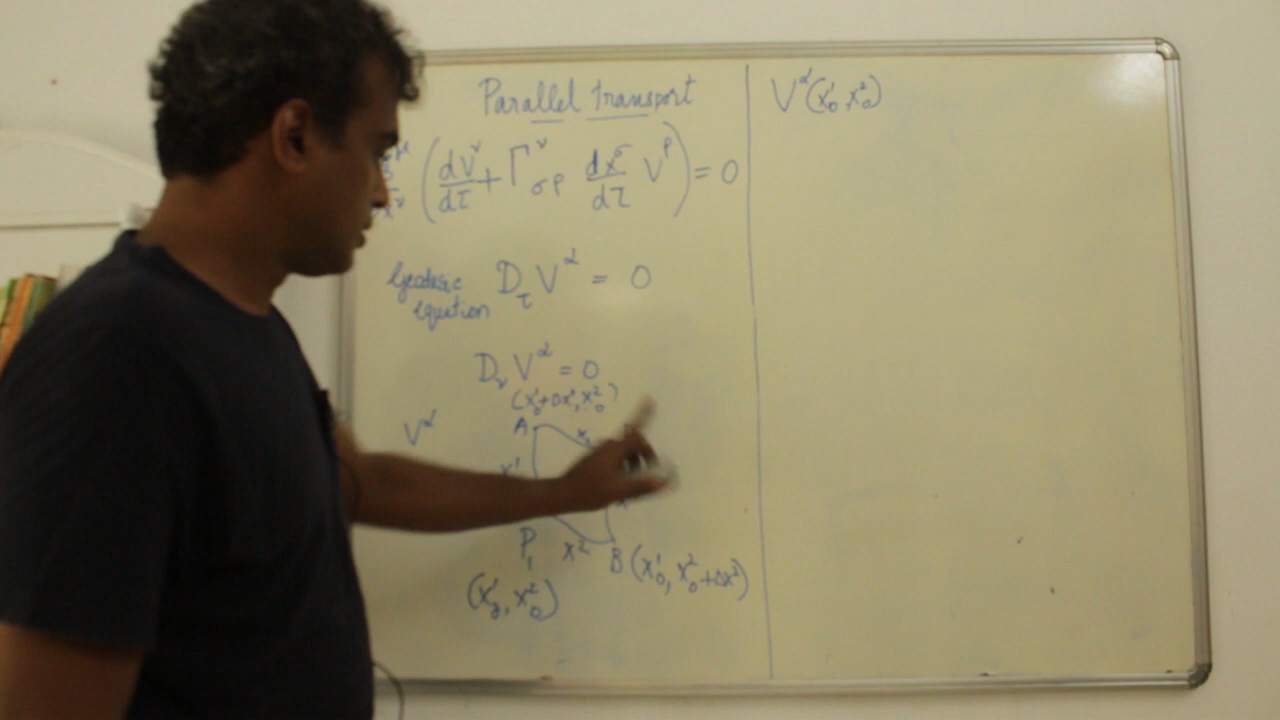 Parallel transport
( dV^ν/dτ + Γ^ν_σρ dx^σ/dτ V^ρ ) = 0
Geodesic equation D_τ V^α = 0
D_ν V^α = 0
(x^1_0+Δx^1, x^2_0)
V^α
A
x^1
P_1
x^2
B (x^1_0, x^2_0+Δx^2)
(x^1_0, x^2_0)
V^α(x^1_0, x^2_0)